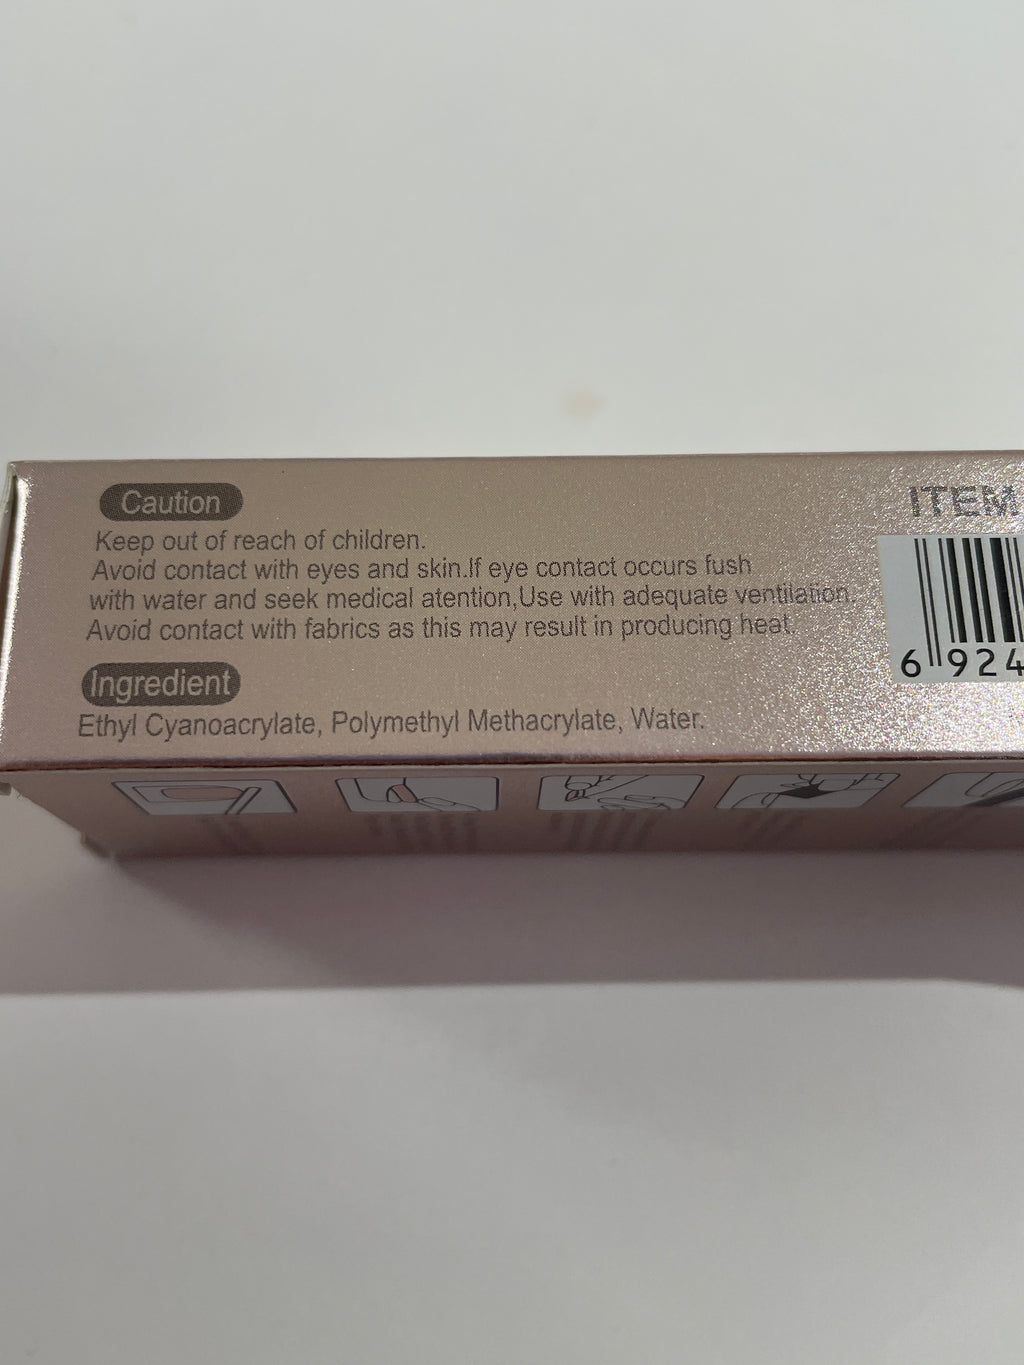 Caution
Keep out of reach of children.
Avoid contact with eyes and skin.If eye contact occurs fush
with water and seek medical atention,Use with adequate ventilation.
Avoid contact with fabrics as this may result in producing heat.
Ingredient
Ethyl Cyanoacrylate, Polymethyl Methacrylate, Water.
ITEM
6 924